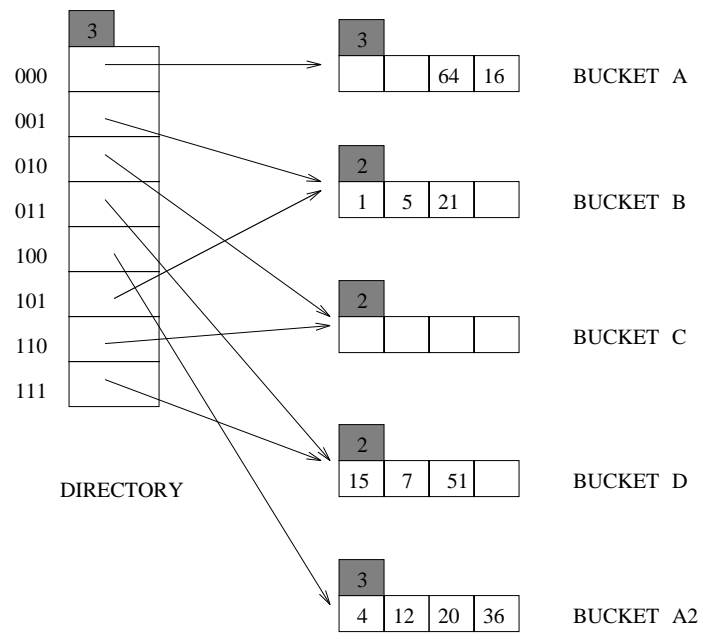 3
000
001
010
011
100
101
110
111
DIRECTORY
3
64 16 BUCKET A
2
1 5 21 BUCKET B
2
BUCKET C
2
15 7 51 BUCKET D
3
4 12 20 36 BUCKET A2